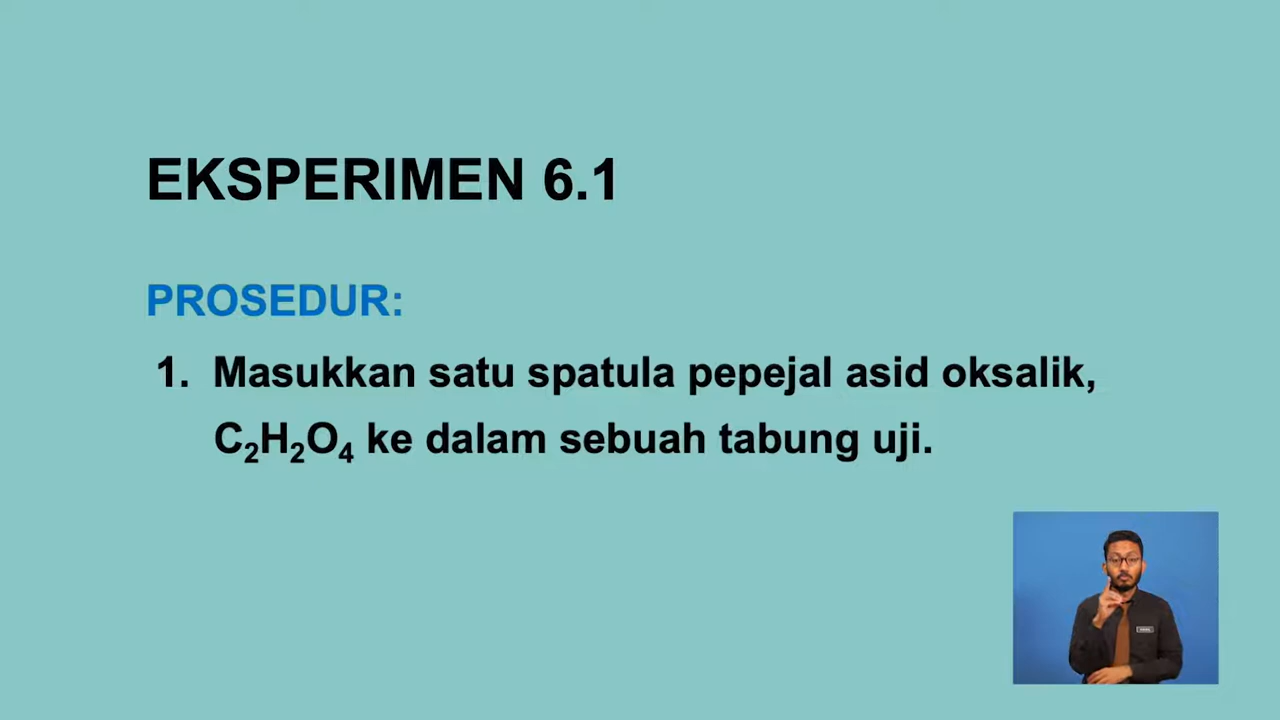 EKSPERIMEN 6.1
PROSEDUR:
1. Masukkan satu spatula pepejal asid oksalik,
C₂H₂O₄ ke dalam sebuah tabung uji.